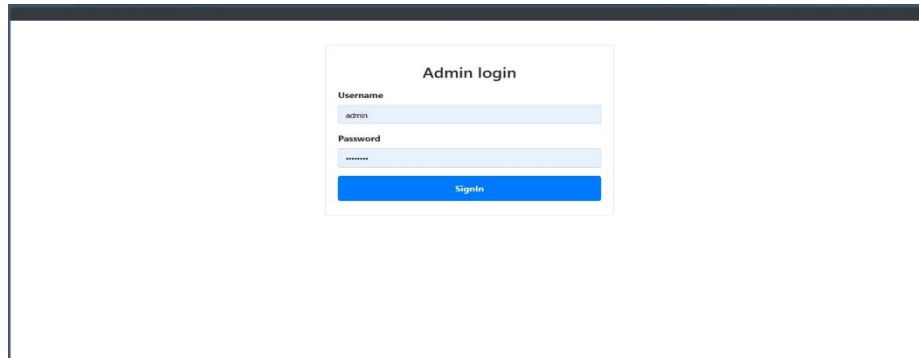 Admin login
Username
admin
Password
••••••••
SignIn